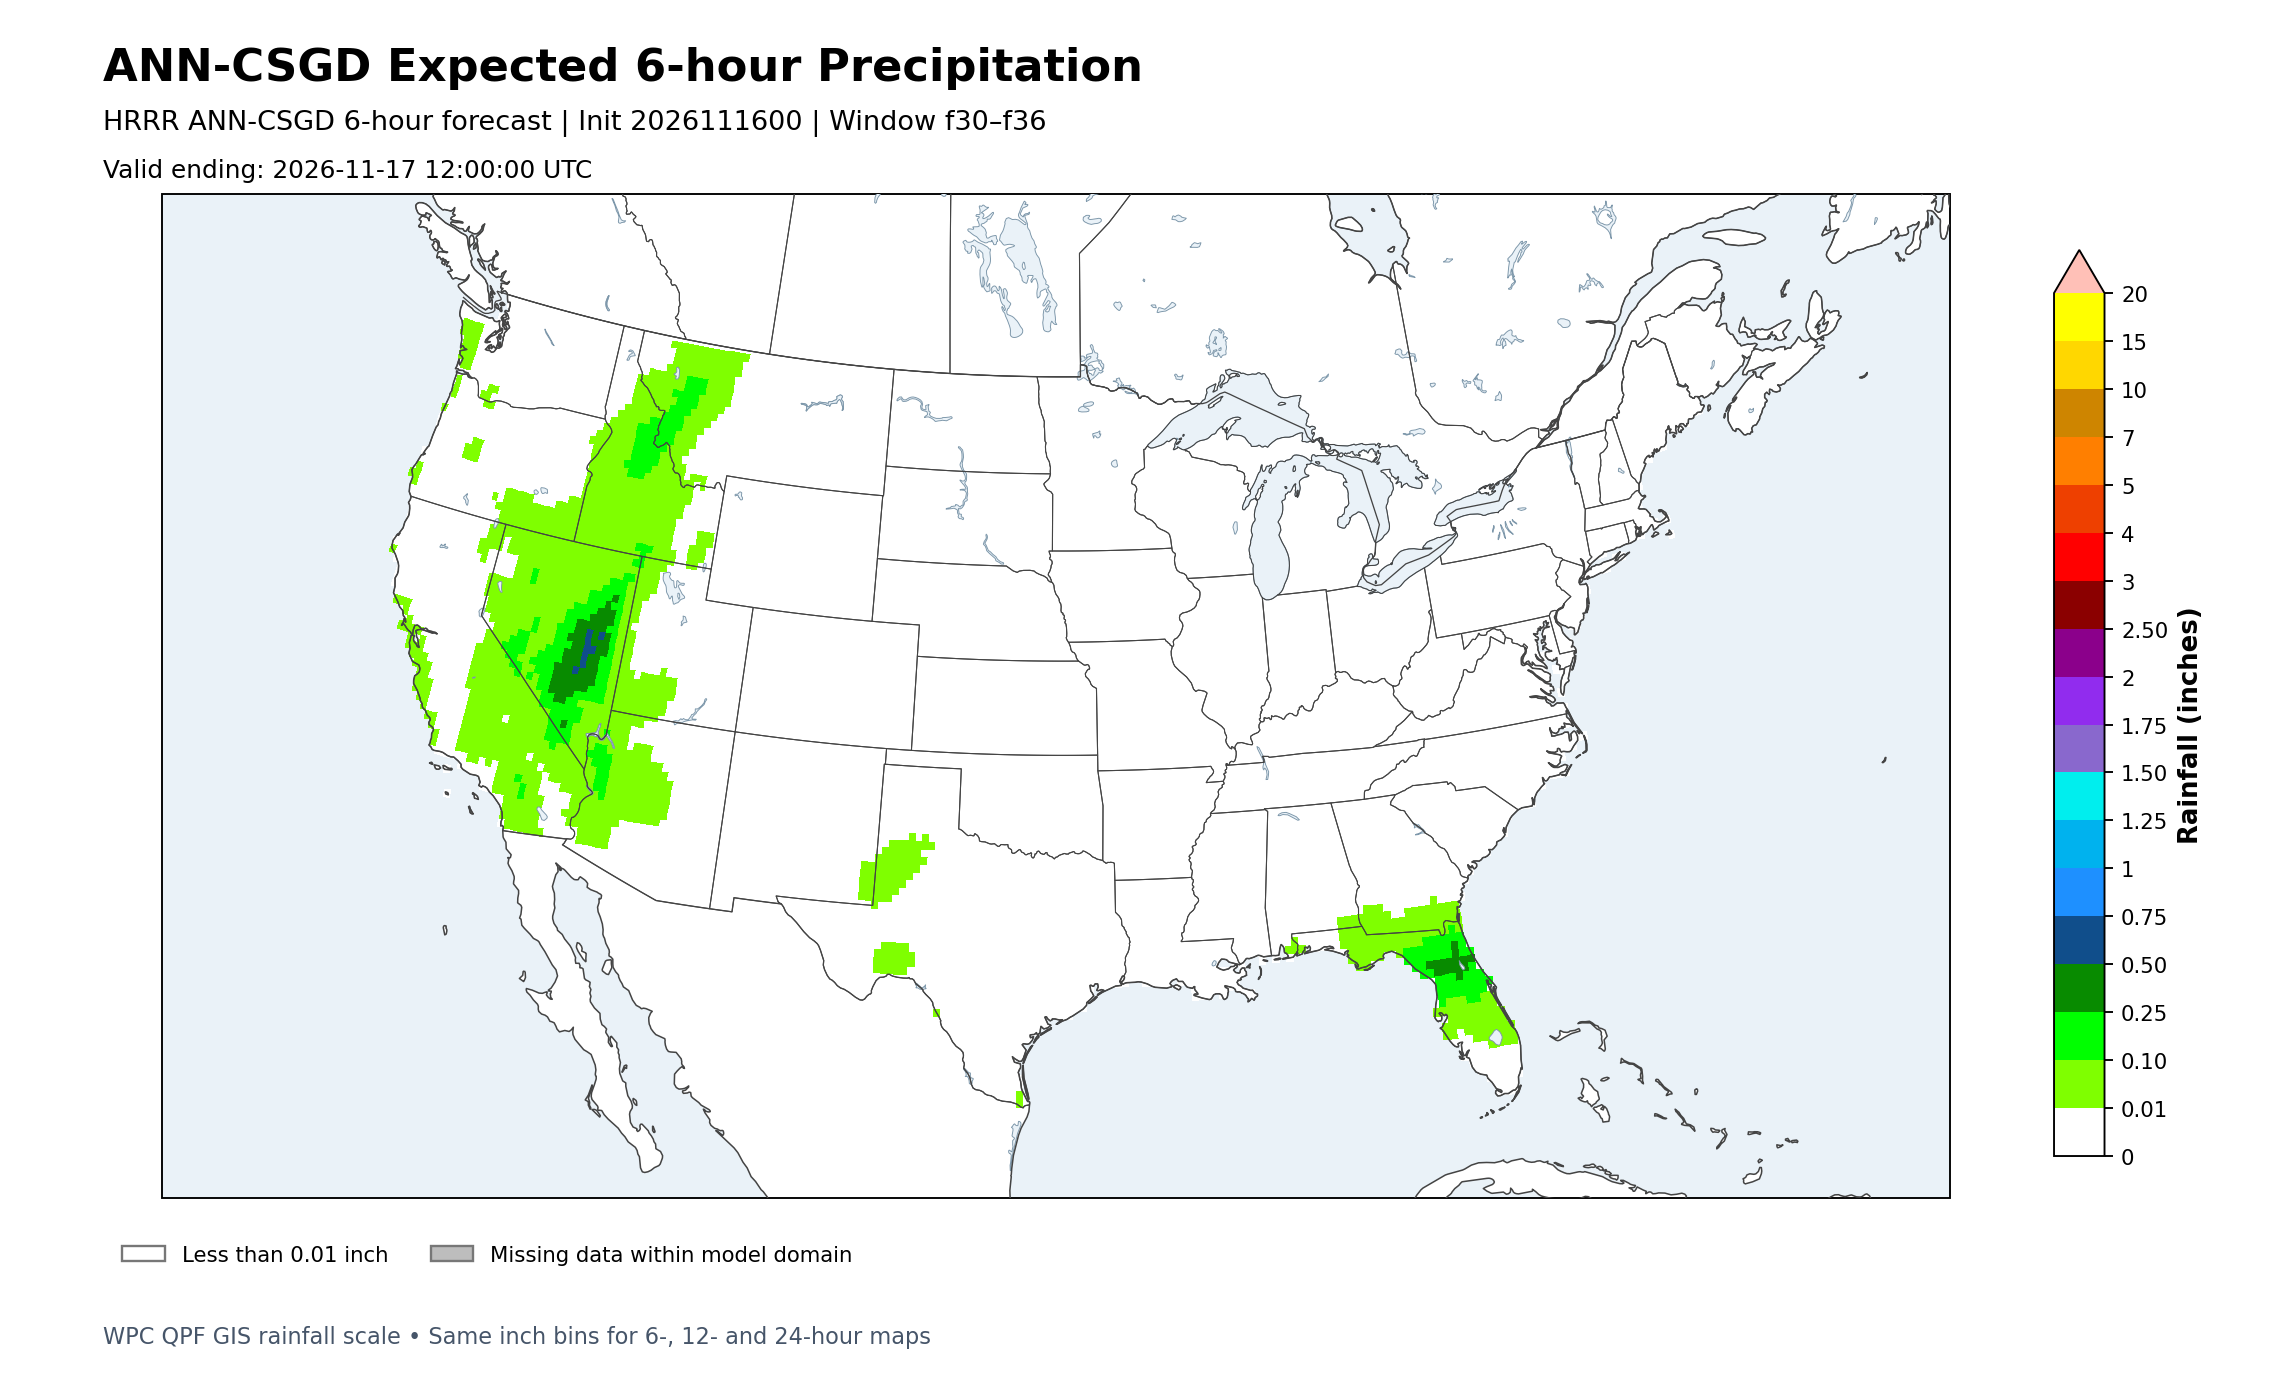 ANN-CSGD Expected 6-hour Precipitation
HRRR ANN-CSGD 6-hour forecast | Init 2026111600 | Window f30–f36
Valid ending: 2026-11-17 12:00:00 UTC
20
15
10
7
5
4
3
2.50
2
1.75
1.50
1.25
1
0.75
0.50
0.25
0.10
0.01
0
Rainfall (inches)
Less than 0.01 inch
Missing data within model domain
WPC QPF GIS rainfall scale • Same inch bins for 6-, 12- and 24-hour maps